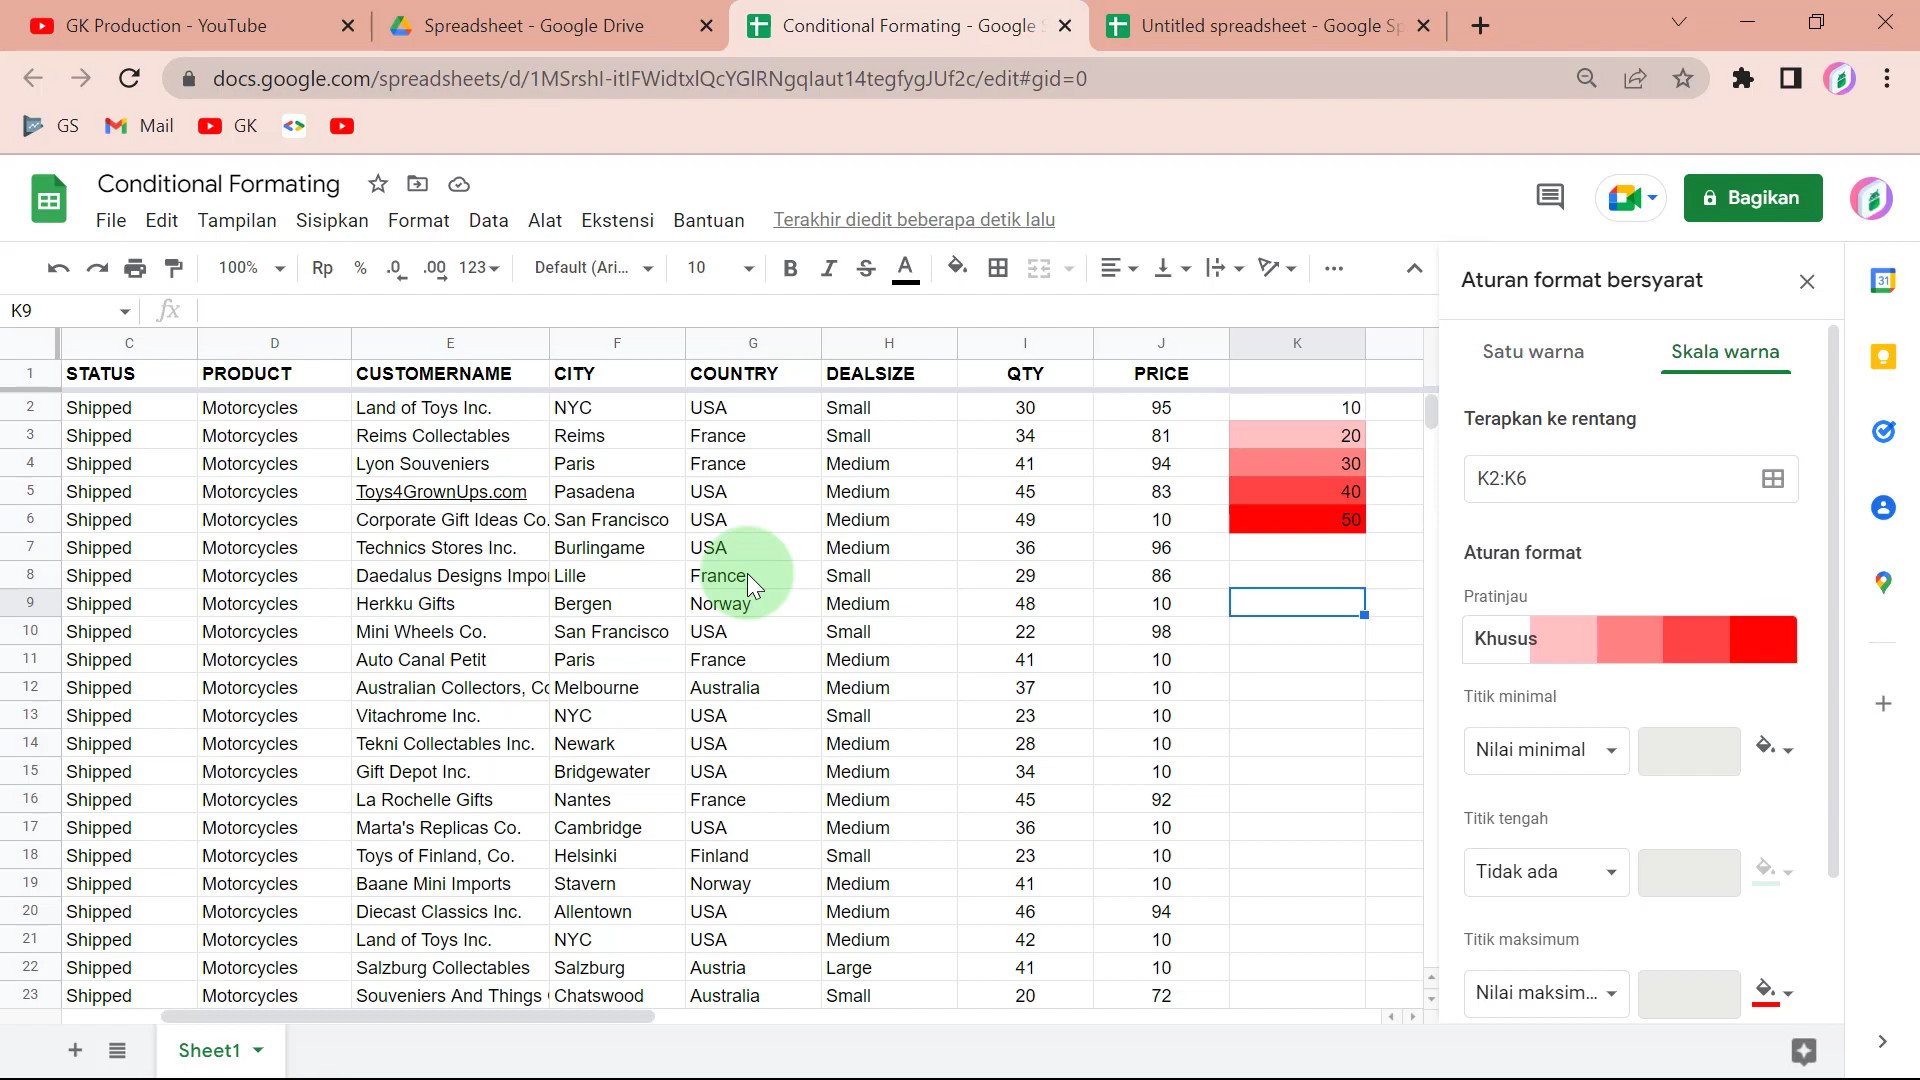 GK Production - YouTube
Spreadsheet - Google Drive
Conditional Formating - Google S
Untitled spreadsheet - Google Sp
docs.google.com/spreadsheets/d/1MSrshI-itIFWidtxlQcYGlRNgqlaut14tegfygJUf2c/edit#gid=0
GS Mail GK
Conditional Formating
File Edit Tampilan Sisipkan Format Data Alat Ekstensi Bantuan Terakhir diedit beberapa detik lalu
Bagikan
100% Rp % .0 .00 123 Default (Ari... 10 B I S A
K9 fx
C D E F G H I J K
1 STATUS PRODUCT CUSTOMERNAME CITY COUNTRY DEALSIZE QTY PRICE
2 Shipped Motorcycles Land of Toys Inc. NYC USA Small 30 95 10
3 Shipped Motorcycles Reims Collectables Reims France Small 34 81 20
4 Shipped Motorcycles Lyon Souveniers Paris France Medium 41 94 30
5 Shipped Motorcycles Toys4GrownUps.com Pasadena USA Medium 45 83 40
6 Shipped Motorcycles Corporate Gift Ideas Co. San Francisco USA Medium 49 10 50
7 Shipped Motorcycles Technics Stores Inc. Burlingame USA Medium 36 96
8 Shipped Motorcycles Daedalus Designs Impor Lille France Small 29 86
9 Shipped Motorcycles Herkku Gifts Bergen Norway Medium 48 10
10 Shipped Motorcycles Mini Wheels Co. San Francisco USA Small 22 98
11 Shipped Motorcycles Auto Canal Petit Paris France Medium 41 10
12 Shipped Motorcycles Australian Collectors, Co Melbourne Australia Medium 37 10
13 Shipped Motorcycles Vitachrome Inc. NYC USA Small 23 10
14 Shipped Motorcycles Tekni Collectables Inc. Newark USA Medium 28 10
15 Shipped Motorcycles Gift Depot Inc. Bridgewater USA Medium 34 10
16 Shipped Motorcycles La Rochelle Gifts Nantes France Medium 45 92
17 Shipped Motorcycles Marta's Replicas Co. Cambridge USA Medium 36 10
18 Shipped Motorcycles Toys of Finland, Co. Helsinki Finland Small 23 10
19 Shipped Motorcycles Baane Mini Imports Stavern Norway Medium 41 10
20 Shipped Motorcycles Diecast Classics Inc. Allentown USA Medium 46 94
21 Shipped Motorcycles Land of Toys Inc. NYC USA Medium 42 10
22 Shipped Motorcycles Salzburg Collectables Salzburg Austria Large 41 10
23 Shipped Motorcycles Souveniers And Things Chatswood Australia Small 20 72
Sheet1
Aturan format bersyarat
Satu warna Skala warna
Terapkan ke rentang
K2:K6
Aturan format
Pratinjau
Khusus
Titik minimal
Nilai minimal
Titik tengah
Tidak ada
Titik maksimum
Nilai maksim...
31